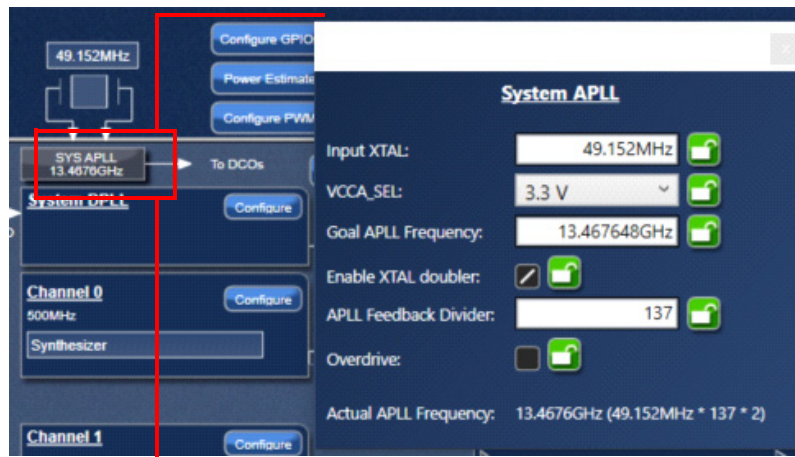 49.152MHz
Configure GPIO
Power Estimate
Configure PWM
SYS APLL
13.4676GHz
To DCOs
System DPLL
Configure
Channel 0
500MHz
Configure
Synthesizer
Channel 1
Configure
System APLL
Input XTAL:
49.152MHz
VCCA_SEL:
3.3 V
Goal APLL Frequency:
13.467648GHz
Enable XTAL doubler:
APLL Feedback Divider:
137
Overdrive:
Actual APLL Frequency:
13.4676GHz (49.152MHz * 137 * 2)